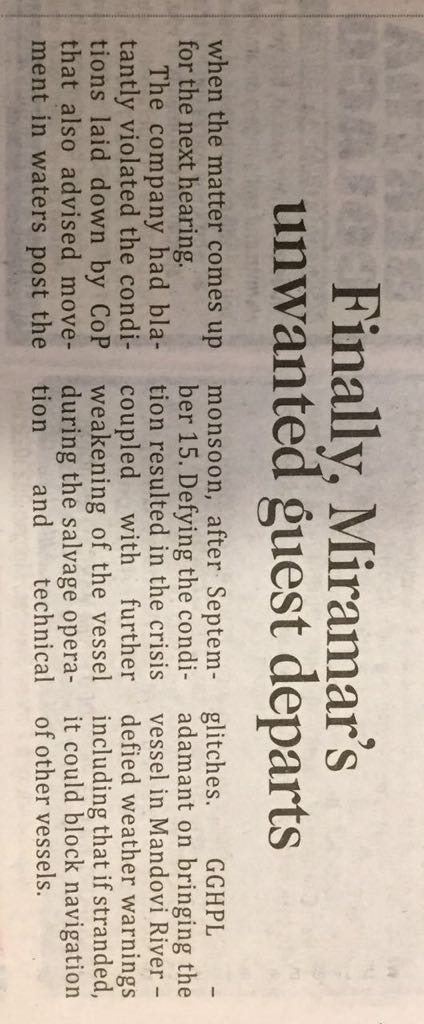 Finally, Miramar's
unwanted guest departs
when the matter comes up
for the next hearing.
The company had bla-
tantly violated the condi-
tions laid down by CoP
that also advised move-
ment in waters post the
monsoon, after Septem-
ber 15. Defying the condi-
tion resulted in the crisis
coupled with further
weakening of the vessel
during the salvage opera-
tion and technical
glitches. GGHPL –
adamant on bringing the
vessel in Mandovi River –
defied weather warnings
including that if stranded,
it could block navigation
of other vessels.